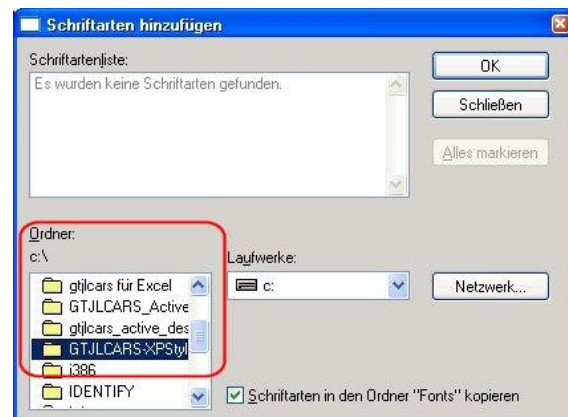 Schriftarten hinzufügen
Schriftartenliste:
Es wurden keine Schriftarten gefunden.
OK
Schließen
Alles markieren
Ordner:
c:\
gtjlcars für Excel
GTJLCARS_Active
gtjlcars_active_des
GTJLCARS-XPStyl
i386
IDENTIFY
Laufwerke:
c:
Netzwerk...
Schriftarten in den Ordner "Fonts" kopieren